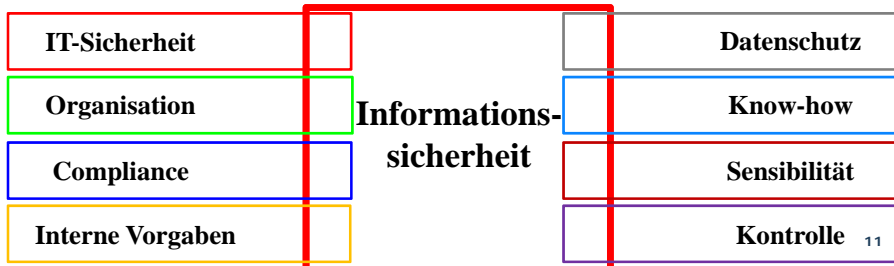 IT-Sicherheit
Organisation
Compliance
Interne Vorgaben
Informations-
sicherheit
Datenschutz
Know-how
Sensibilität
Kontrolle
11